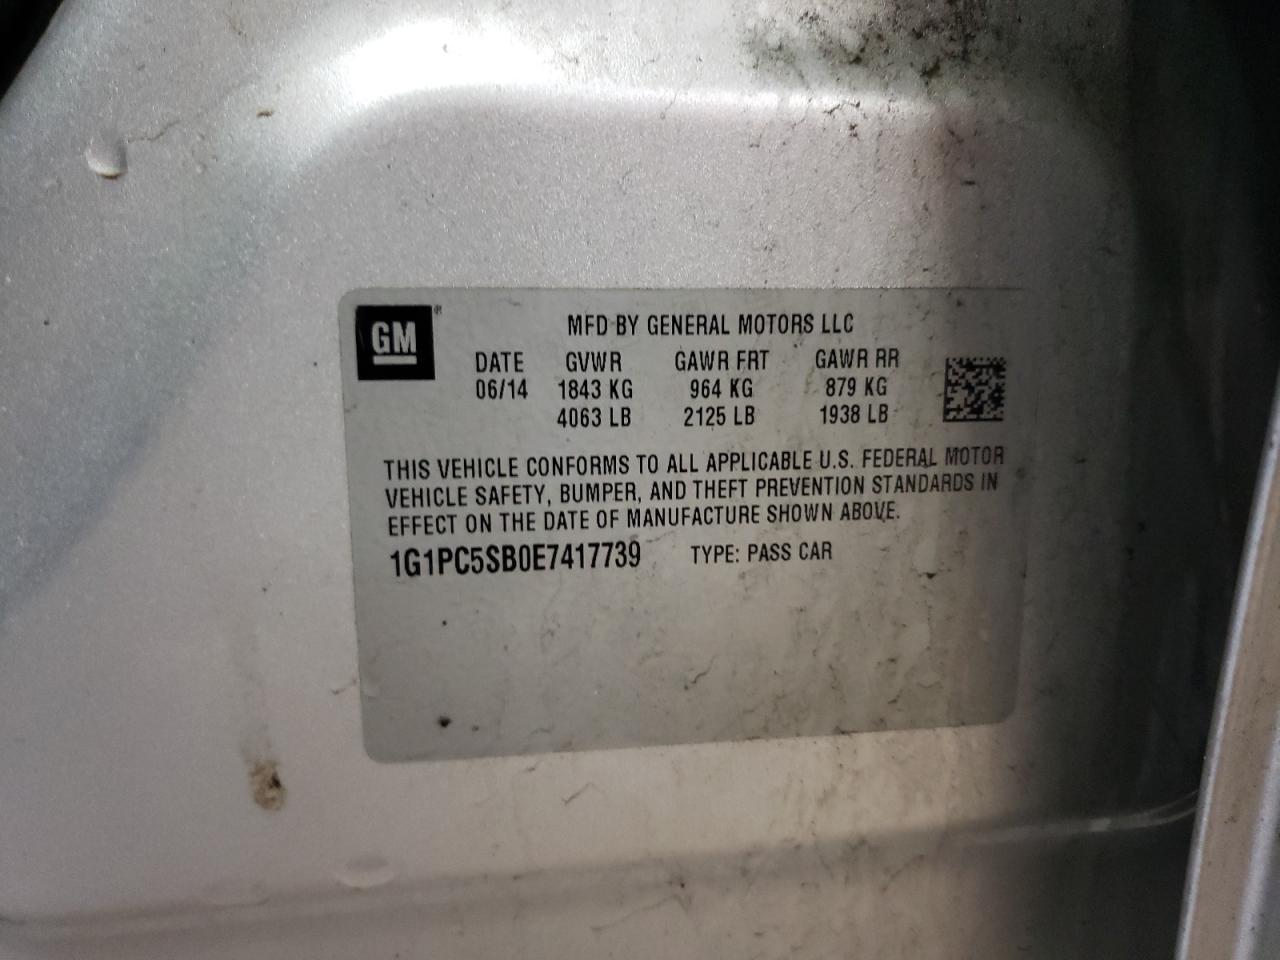 GM®
MFD BY GENERAL MOTORS LLC
DATE GVWR GAWR FRT GAWR RR
06/14 1843 KG 964 KG 879 KG
4063 LB 2125 LB 1938 LB
THIS VEHICLE CONFORMS TO ALL APPLICABLE U.S. FEDERAL MOTOR
VEHICLE SAFETY, BUMPER, AND THEFT PREVENTION STANDARDS IN
EFFECT ON THE DATE OF MANUFACTURE SHOWN ABOVE.
1G1PC5SB0E7417739 TYPE: PASS CAR